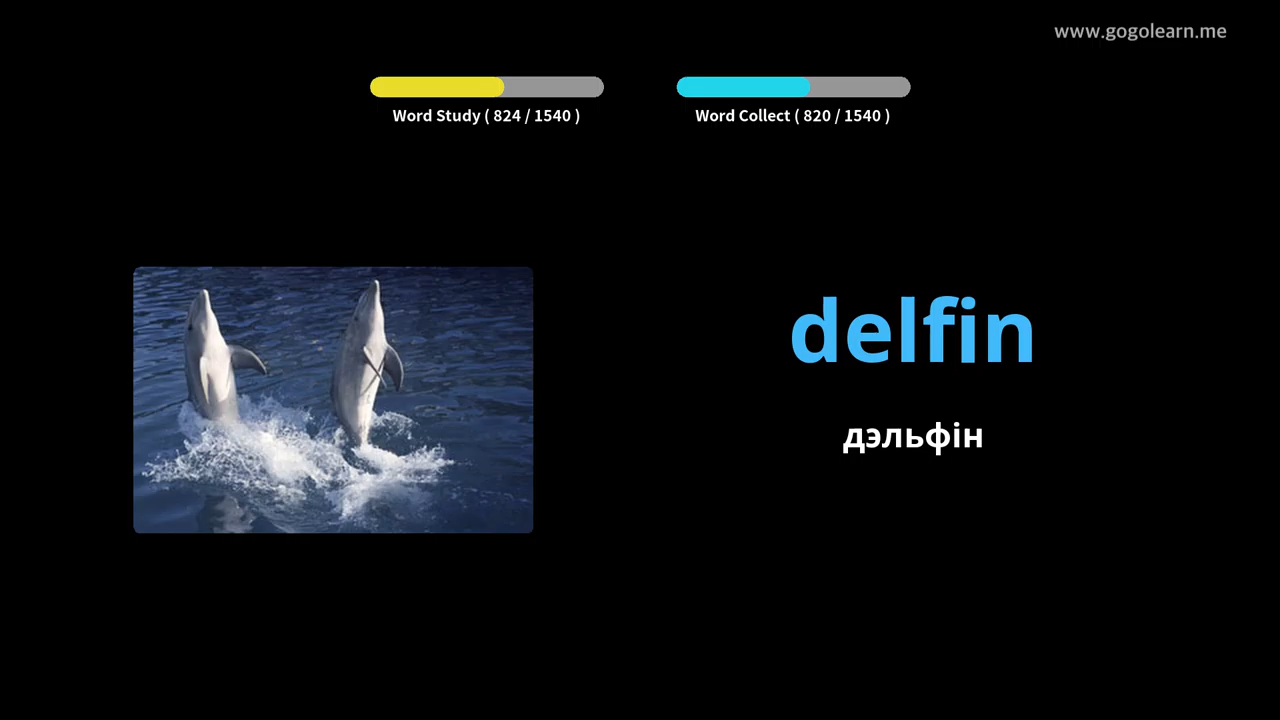 www.gogolearn.me
Word Study ( 824 / 1540 )
Word Collect ( 820 / 1540 )
delfin
дэльфін